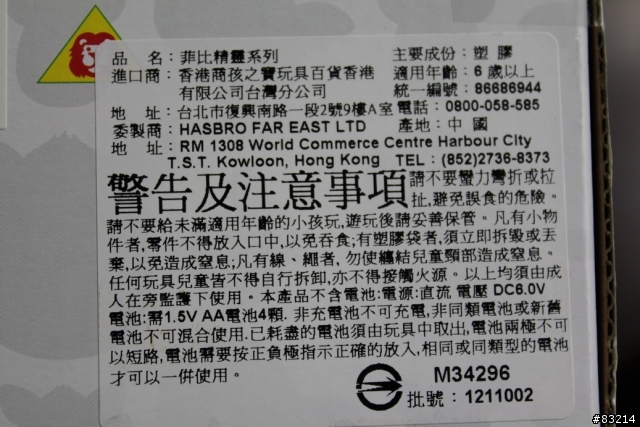 品　名：菲比精靈系列　主要成份：塑 膠
進口商：香港商孩之寶玩具百貨香港　適用年齡：6 歲以上
有限公司台灣分公司　統一編號：86686944
地　址：台北市復興南路一段2號9樓A室 電話：0800-058-585
委製商：HASBRO FAR EAST LTD　產地：中 國
地　址：RM 1308 World Commerce Centre Harbour City
T.S.T. Kowloon, Hong Kong　TEL：(852)2736-8373
警告及注意事項 請不要蠻力彎折或拉
扯,避免誤食的危險。
請不要給未滿適用年齡的小孩玩,遊玩後請妥善保管。凡有小物
件者,零件不得放入口中,以免吞食;有塑膠袋者,須立即拆毀或丟
棄,以免造成窒息;凡有線、繩者, 勿使纏結兒童頸部造成窒息。
任何玩具兒童皆不得自行拆卸,亦不得接觸火源。以上均須由成
人在旁監護下使用。本產品不含電池:電源:直流 電壓 DC6.0V
電池:需1.5V AA電池4顆. 非充電池不可充電,非同類電池或新舊
電池不可混合使用.已耗盡的電池須由玩具中取出,電池兩極不可
以短路,電池需要按正負極指示正確的放入,相同或同類型的電池
才可以一併使用。
M34296
批號：1211002
#83214